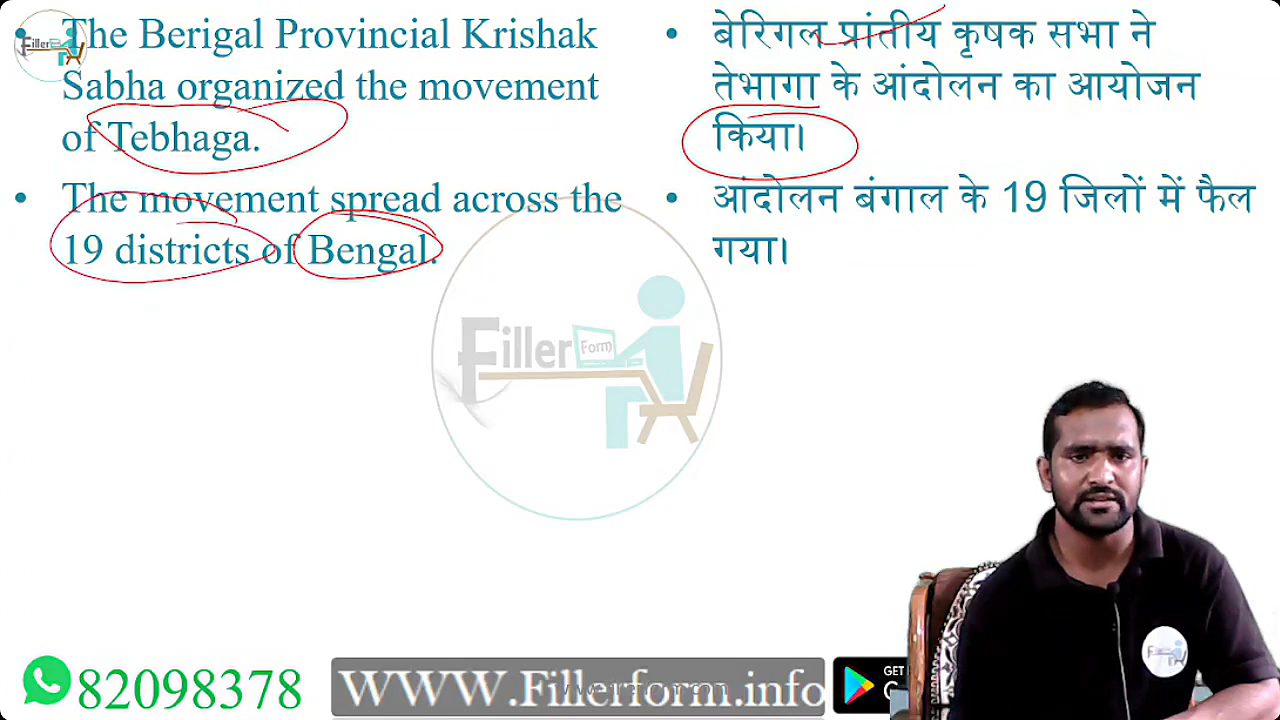 The Berigal Provincial Krishak
Sabha organized the movement
of Tebhaga.
The movement spread across the
19 districts of Bengal.
बेरिगल प्रांतीय कृषक सभा ने
तेभागा के आंदोलन का आयोजन
किया।
आंदोलन बंगाल के 19 जिलों में फैल
गया।
Filler Form
82098378
WWW.Fillerform.info
GET